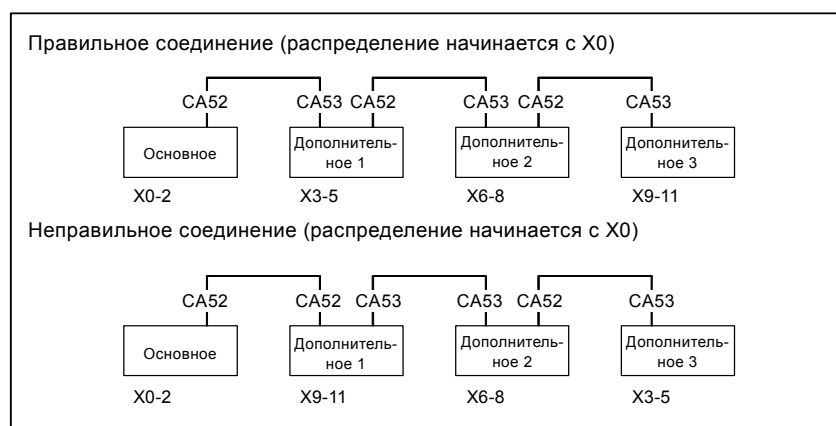 Правильное соединение (распределение начинается с X0)
CA52 CA53 CA52 CA53 CA52 CA53
Основное Дополнитель-ное 1 Дополнитель-ное 2 Дополнитель-ное 3
X0-2 X3-5 X6-8 X9-11
Неправильное соединение (распределение начинается с X0)
CA52 CA52 CA53 CA53 CA52 CA53
Основное Дополнитель-ное 1 Дополнитель-ное 2 Дополнитель-ное 3
X0-2 X9-11 X6-8 X3-5